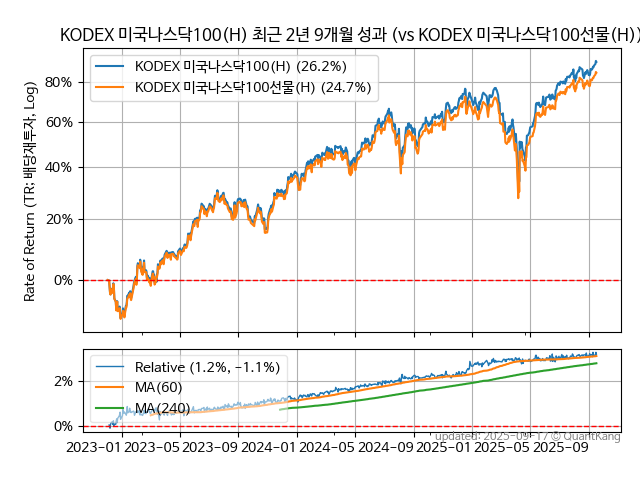 KODEX 미국나스닥100(H) 최근 2년 9개월 성과 (vs KODEX 미국나스닥100선물(H))
KODEX 미국나스닥100(H) (26.2%)
KODEX 미국나스닥100선물(H) (24.7%)
Rate of Return (TR: 배당재투자, Log)
80%
60%
40%
20%
0%
Relative (1.2%, −1.1%)
MA(60)
MA(240)
2%
0%
2023−01 2023−05 2023−09 2024−01 2024−05 2024−09 2025−01 2025−05 2025−09
updated: 2025-09-17 © QuantKang